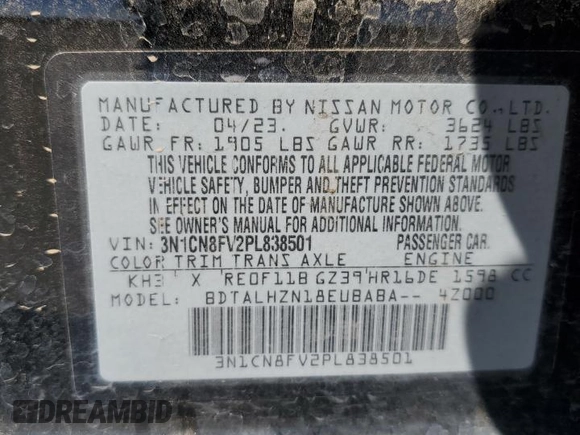 MANUFACTURED BY NISSAN MOTOR CO., LTD.
DATE: 04/23. GVWR: 3624 LBS
GAWR FR: 1905 LBS GAWR RR: 1735 LBS
THIS VEHICLE CONFORMS TO ALL APPLICABLE FEDERAL MOTOR
VEHICLE SAFETY, BUMPER AND THEFT PREVENTION STANDARDS
IN EFFECT ON THE DATE OF MANUFACTURE SHOWN ABOVE.
SEE OWNER'S MANUAL FOR ADDITIONAL INFORMATION.
VIN: 3N1CN8FV2PL838501 PASSENGER CAR.
COLOR TRIM TRANS AXLE ENGINE
KH3 X RE0F11B GZ39 HR16DE 1598 CC
MODEL: BDTALHZN18EUBABA-- 4Z000
3N1CN8FV2PL838501
DREAMBID